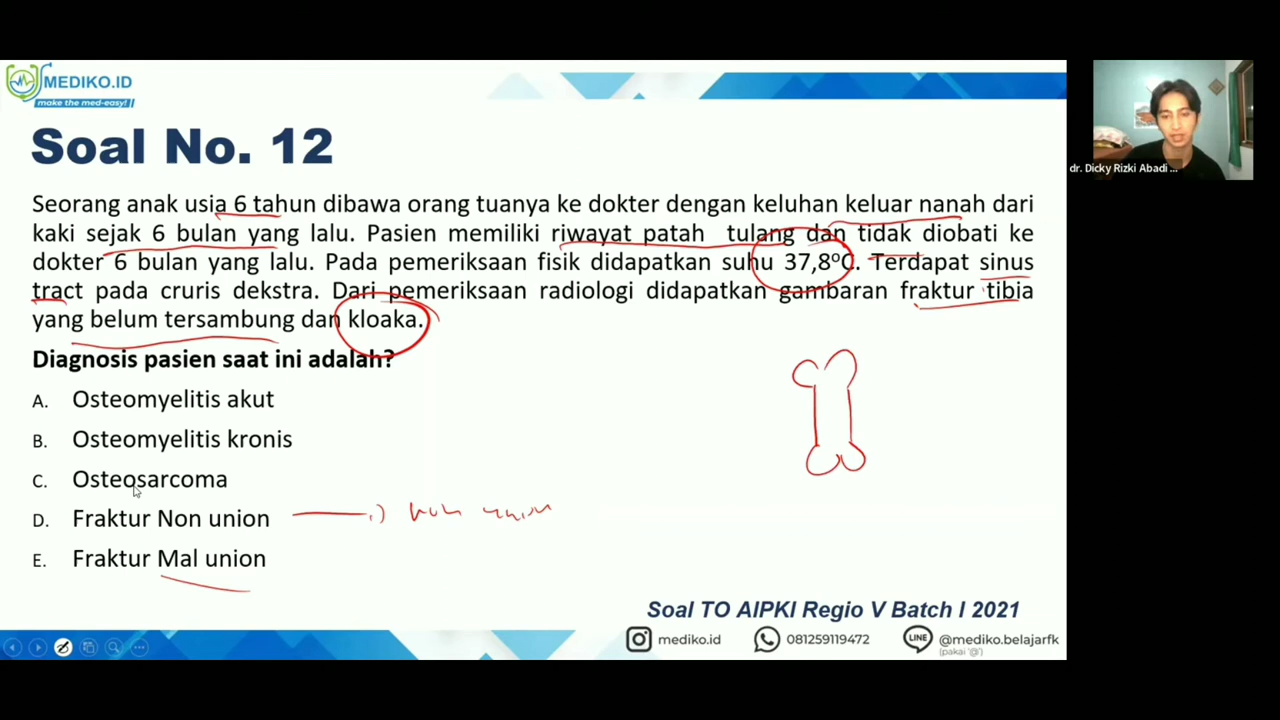 MEDIKO.ID
make the med-easy!
Soal No. 12
dr. Dicky Rizki Abadi ...
Seorang anak usia 6 tahun dibawa orang tuanya ke dokter dengan keluhan keluar nanah dari
kaki sejak 6 bulan yang lalu. Pasien memiliki riwayat patah tulang dan tidak diobati ke
dokter 6 bulan yang lalu. Pada pemeriksaan fisik didapatkan suhu 37,8ºC. Terdapat sinus
tract pada cruris dekstra. Dari pemeriksaan radiologi didapatkan gambaran fraktur tibia
yang belum tersambung dan kloaka.
Diagnosis pasien saat ini adalah?
A. Osteomyelitis akut
B. Osteomyelitis kronis
C. Osteosarcoma
D. Fraktur Non union
non union
E. Fraktur Mal union
Soal TO AIPKI Regio V Batch I 2021
mediko.id
081259119472
LINE
@mediko.belajarfk
(pakai '@')